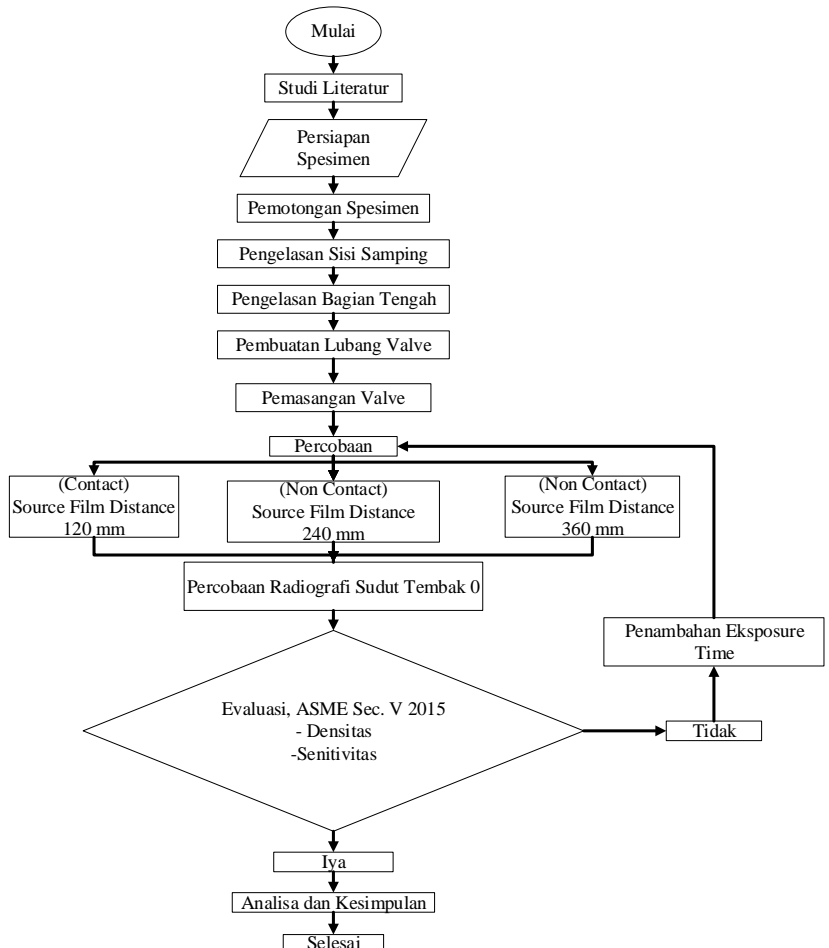 Mulai
Studi Literatur
Persiapan
Spesimen
Pemotongan Spesimen
Pengelasan Sisi Samping
Pengelasan Bagian Tengah
Pembuatan Lubang Valve
Pemasangan Valve
Percobaan
(Contact)
Source Film Distance
120 mm
(Non Contact)
Source Film Distance
240 mm
(Non Contact)
Source Film Distance
360 mm
Percobaan Radiografi Sudut Tembak 0
Penambahan Eksposure
Time
Evaluasi, ASME Sec. V 2015
- Densitas
-Senitivitas
Tidak
Iya
Analisa dan Kesimpulan
Selesai